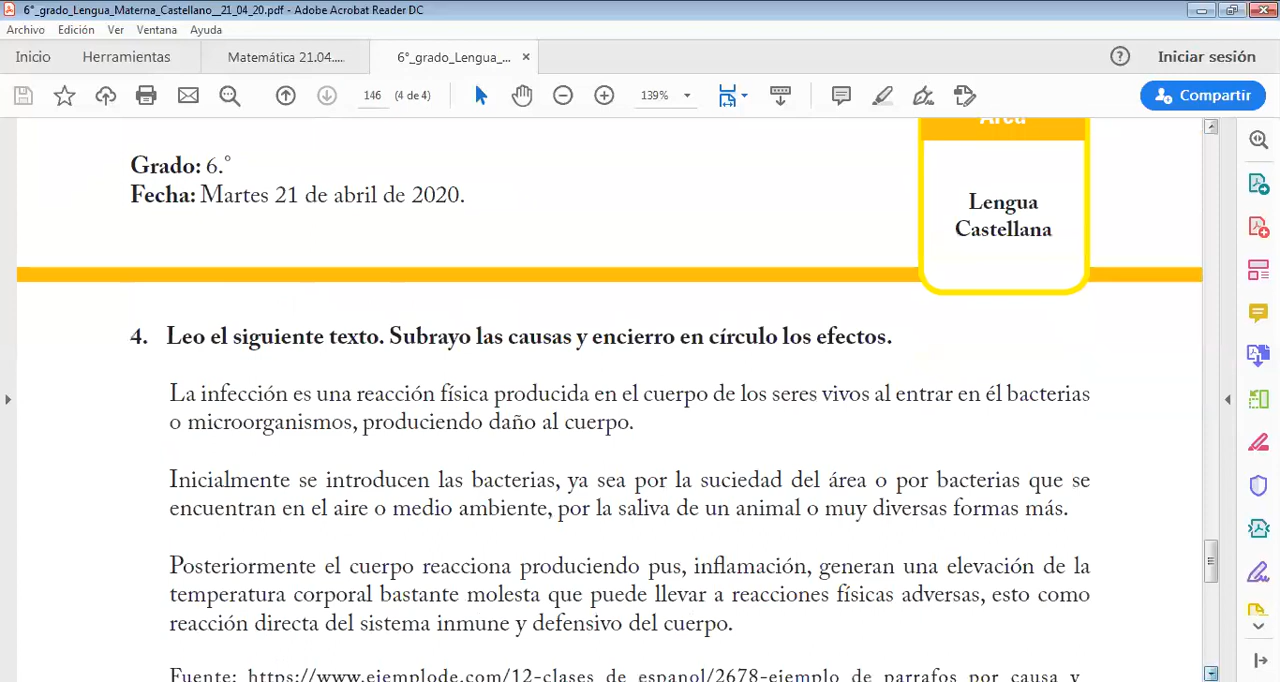 6°_grado_Lengua_Materna_Castellano__21_04_20.pdf - Adobe Acrobat Reader DC
Archivo Edición Ver Ventana Ayuda
Inicio Herramientas Matemática 21.04.... 6°_grado_Lengua_... × Iniciar sesión
146 (4 de 4) 139% Compartir
Área
Grado: 6.°
Fecha: Martes 21 de abril de 2020.
Lengua
Castellana
4. Leo el siguiente texto. Subrayo las causas y encierro en círculo los efectos.
La infección es una reacción física producida en el cuerpo de los seres vivos al entrar en él bacterias
o microorganismos, produciendo daño al cuerpo.
Inicialmente se introducen las bacterias, ya sea por la suciedad del área o por bacterias que se
encuentran en el aire o medio ambiente, por la saliva de un animal o muy diversas formas más.
Posteriormente el cuerpo reacciona produciendo pus, inflamación, generan una elevación de la
temperatura corporal bastante molesta que puede llevar a reacciones físicas adversas, esto como
reacción directa del sistema inmune y defensivo del cuerpo.
Fuente: https://www.ejemplode.com/12-clases_de_espanol/2678-ejemplo_de_parrafos_por_causa_y_